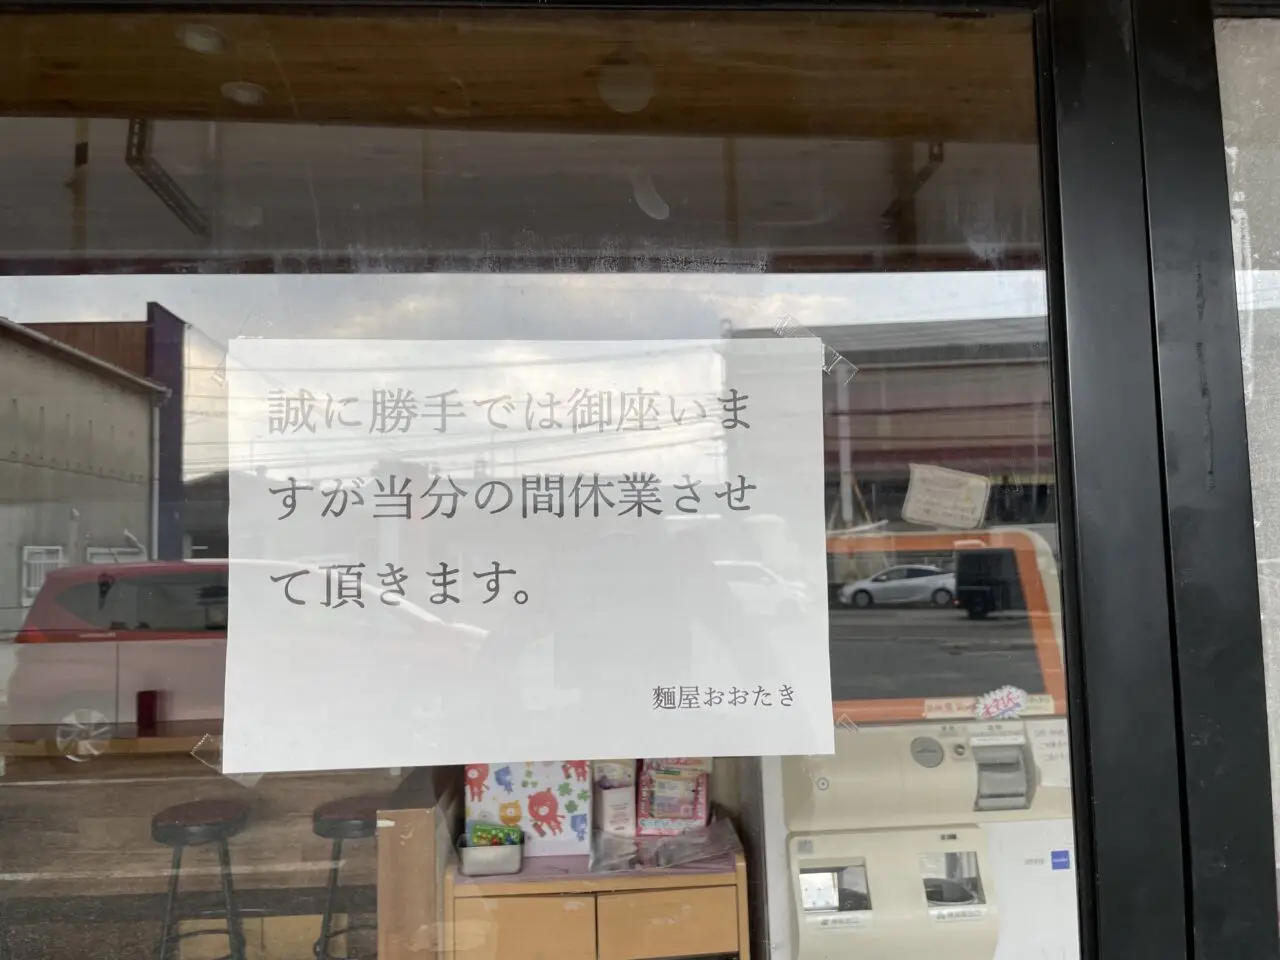 誠に勝手では御座いま
すが当分の間休業させ
て頂きます。
麵屋おおたき